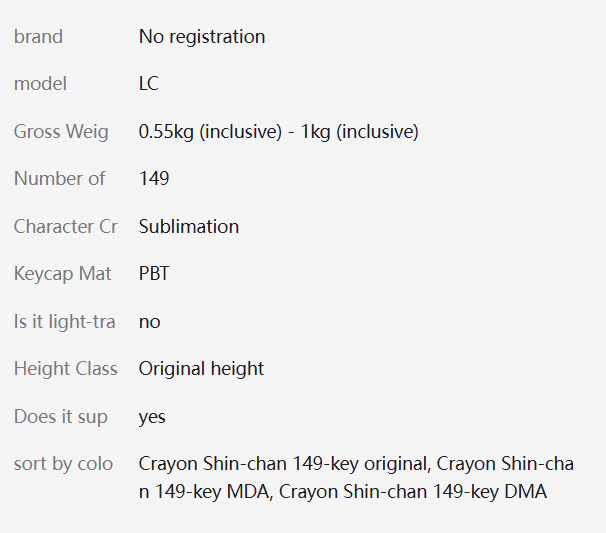 brand No registration
model LC
Gross Weig 0.55kg (inclusive) - 1kg (inclusive)
Number of 149
Character Cr Sublimation
Keycap Mat PBT
Is it light-tra no
Height Class Original height
Does it sup yes
sort by colo Crayon Shin-chan 149-key original, Crayon Shin-cha
n 149-key MDA, Crayon Shin-chan 149-key DMA